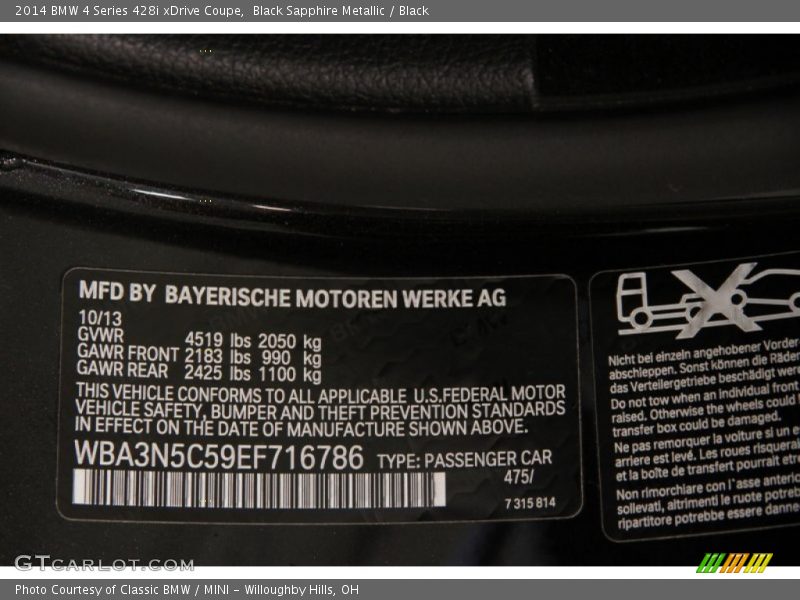 2014 BMW 4 Series 428i xDrive Coupe,  Black Sapphire Metallic / Black
MFD BY BAYERISCHE MOTOREN WERKE AG
10/13
GVWR 4519 lbs 2050 kg
GAWR FRONT 2183 lbs 990 kg
GAWR REAR 2425 lbs 1100 kg
THIS VEHICLE CONFORMS TO ALL APPLICABLE U.S.FEDERAL MOTOR
VEHICLE SAFETY, BUMPER AND THEFT PREVENTION STANDARDS
IN EFFECT ON THE DATE OF MANUFACTURE SHOWN ABOVE.
WBA3N5C59EF716786 TYPE: PASSENGER CAR
475/
7 315 814
Nicht bei einzeln angehobener Vorder
abschleppen. Sonst können die Räder
das Verteilergetriebe beschädigt wer
Do not tow when an individual front
raised. Otherwise the wheels could
transfer box could be damaged.
Ne pas remorquer la voiture si un e
arriere est levé. Les roues risquerai
et la boîte de transfert pourrait etr
Non rimorchiare con l'asse anterio
sollevati, altrimenti le ruote potreb
ripartitore potrebbe essere danne
GTcarlot.com
Photo Courtesy of Classic BMW / MINI - Willoughby Hills, OH